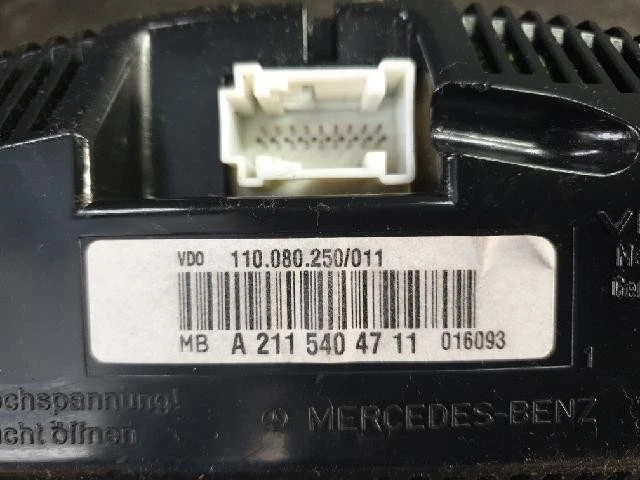 VDO 110.080.250/011
MB A 211 540 47 11 016093
1
ochspannung!
icht öffnen
MERCEDES-BENZ